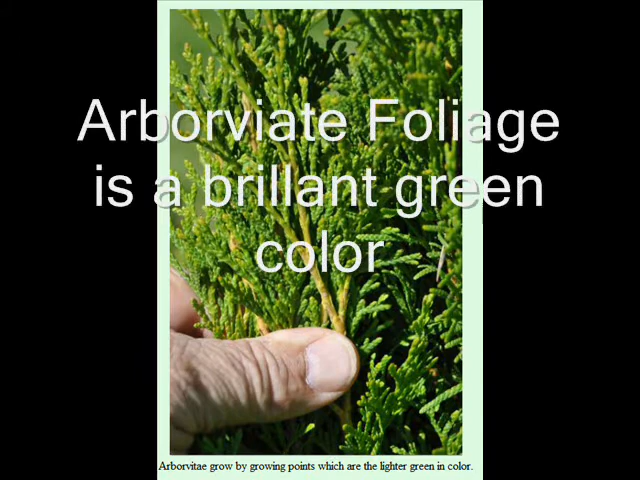 Arborviate Foliage
is a brillant green
color
Arborvitae grow by growing points which are the lighter green in color.